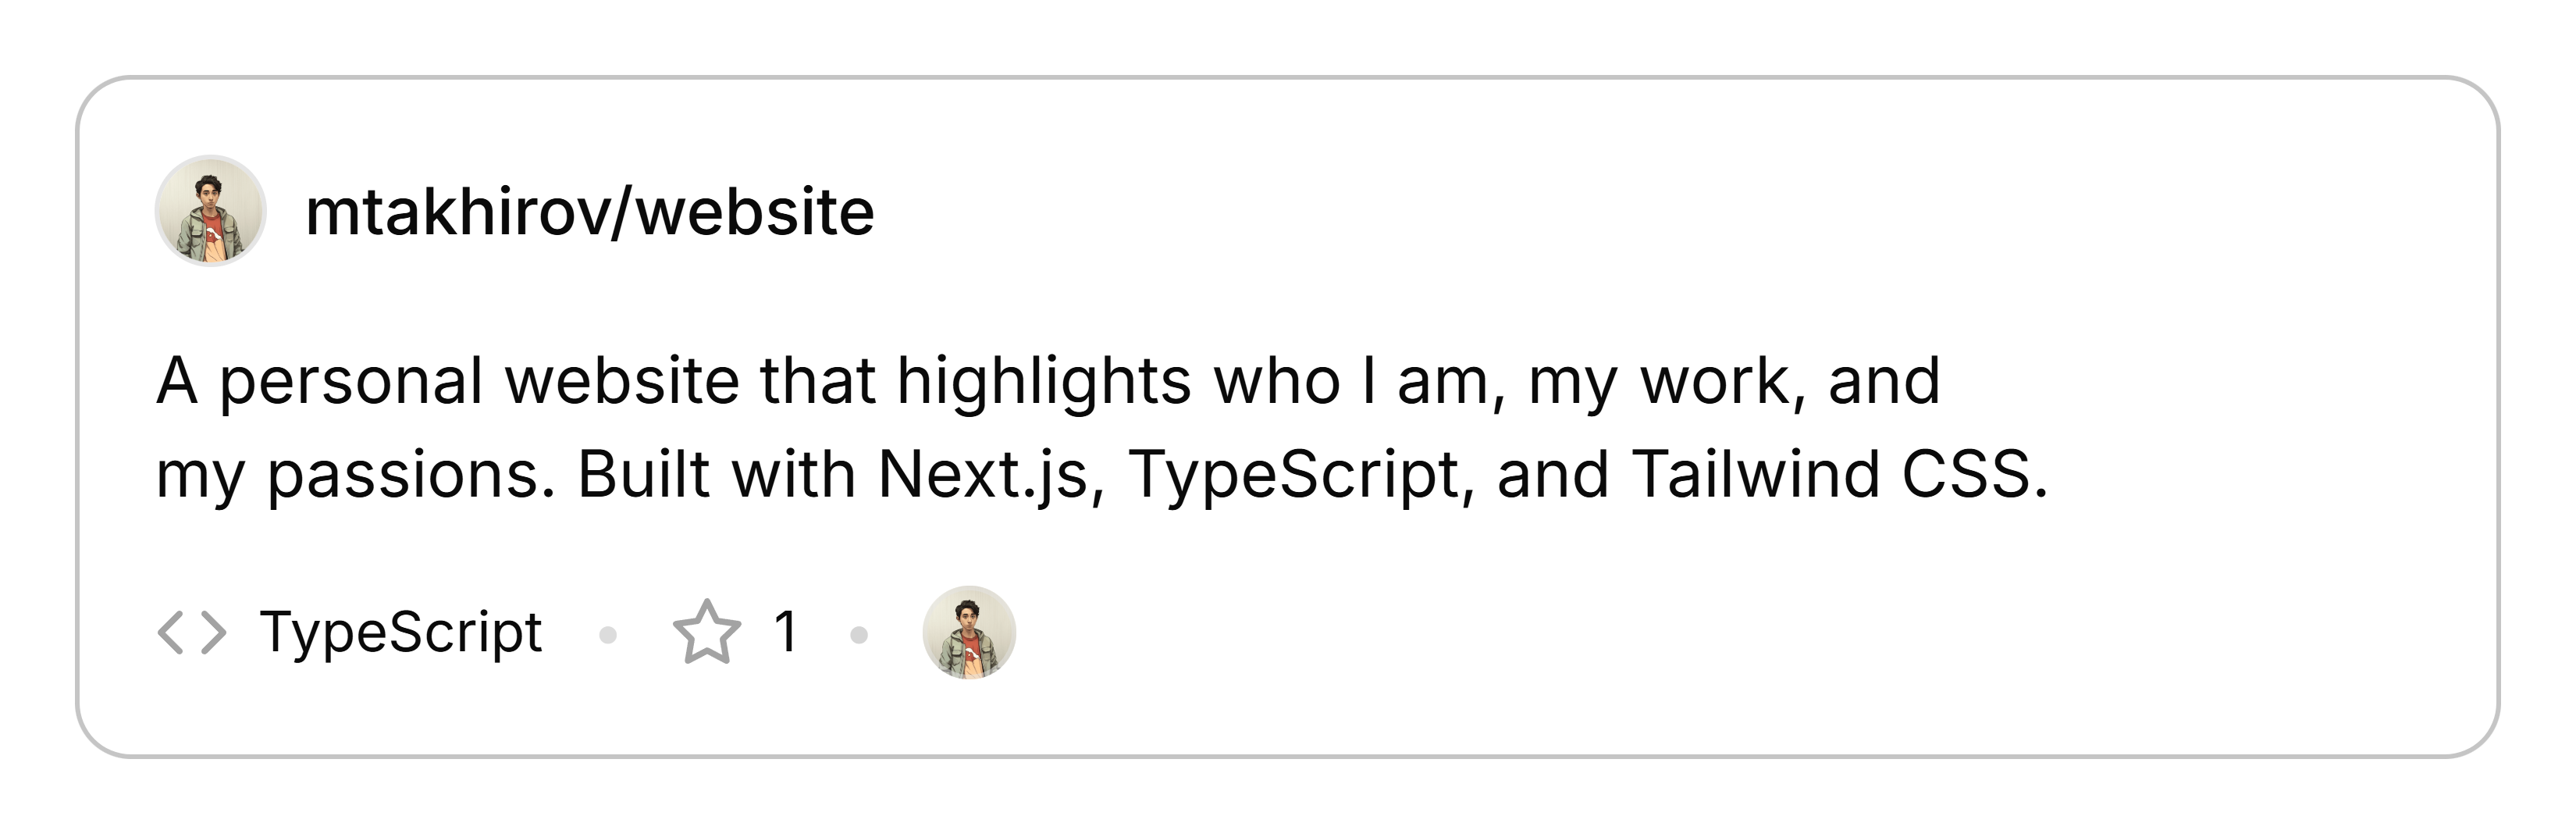 mtakhirov/website
A personal website that highlights who I am, my work, and
my passions. Built with Next.js, TypeScript, and Tailwind CSS.
TypeScript 1